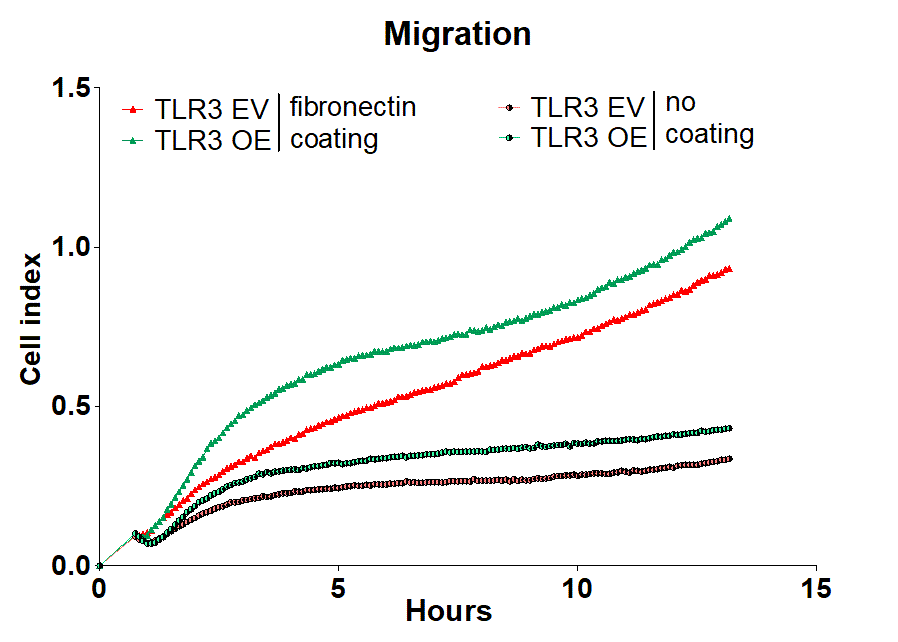 Migration
1.5
TLR3 EV
TLR3 OE
fibronectin
coating
TLR3 EV
TLR3 OE
no
coating
1.0
0.5
0.0
Cell index
0
5
10
15
Hours